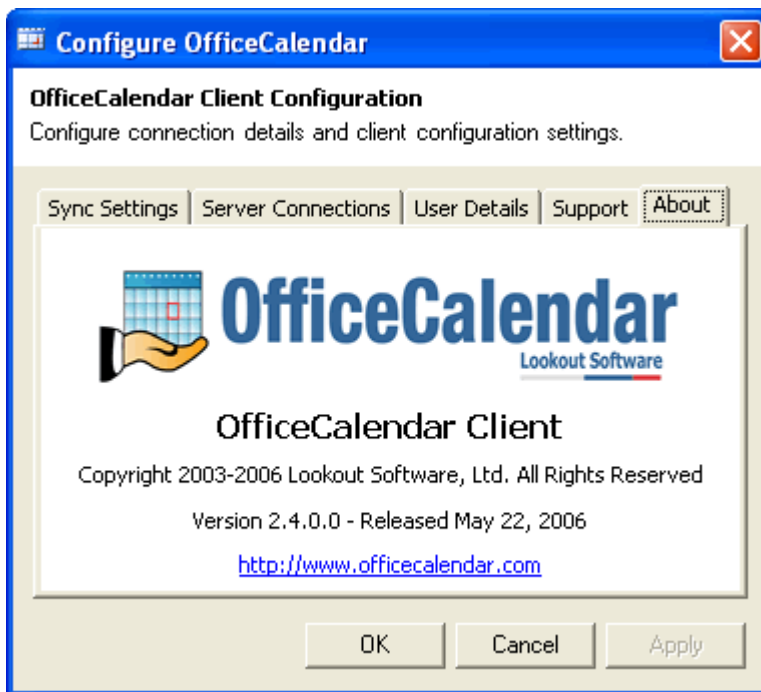 Configure OfficeCalendar
OfficeCalendar Client Configuration
Configure connection details and client configuration settings.
Sync Settings Server Connections User Details Support About
OfficeCalendar
Lookout Software
OfficeCalendar Client
Copyright 2003-2006 Lookout Software, Ltd. All Rights Reserved
Version 2.4.0.0 - Released May 22, 2006
http://www.officecalendar.com
OK Cancel Apply